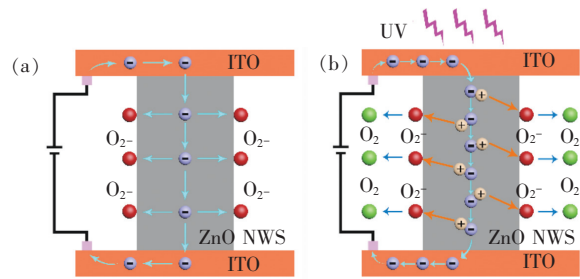 (a)
ITO
O₂₋
O₂₋
O₂₋
O₂₋
ZnO NWS
ITO
(b)
UV
ITO
O₂
O₂⁻
O₂⁻
O₂
O₂
O₂⁻
O₂⁻
O₂
ZnO NWS
ITO